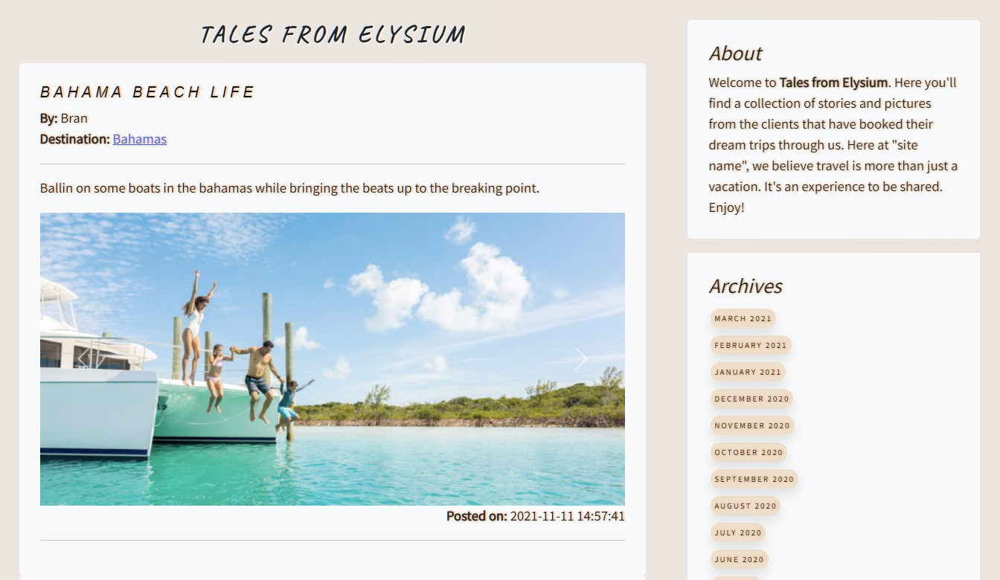 TALES FROM ELYSIUM
BAHAMA BEACH LIFE
By: Bran
Destination: Bahamas
Ballin on some boats in the bahamas while bringing the beats up to the breaking point.
Posted on: 2021-11-11 14:57:41
About
Welcome to Tales from Elysium. Here you'll
find a collection of stories and pictures
from the clients that have booked their
dream trips through us. Here at "site
name", we believe travel is more than just a
vacation. It's an experience to be shared.
Enjoy!
Archives
MARCH 2021
FEBRUARY 2021
JANUARY 2021
DECEMBER 2020
NOVEMBER 2020
OCTOBER 2020
SEPTEMBER 2020
AUGUST 2020
JULY 2020
JUNE 2020